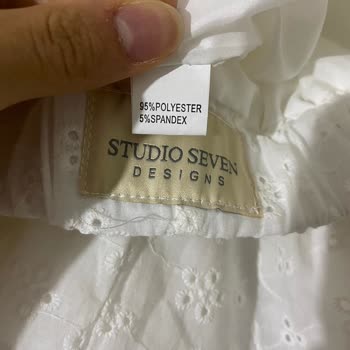 95%POLYESTER
5%SPANDEX
STUDIO SEVEN
DESIGNS